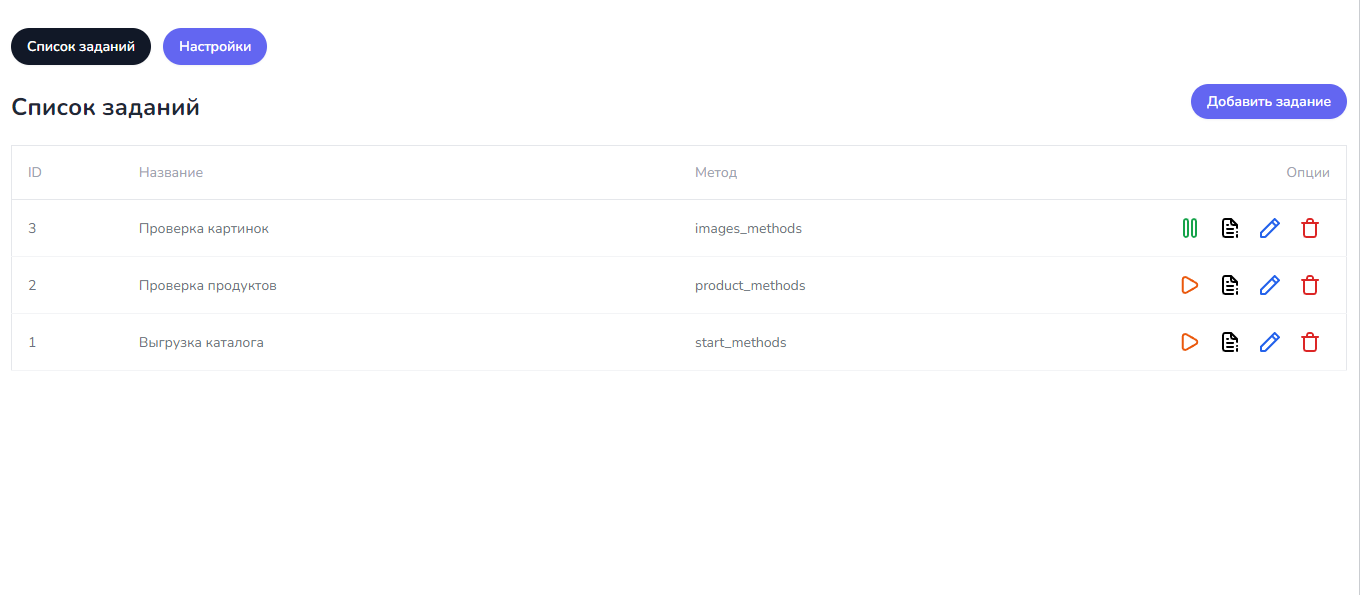 Список заданий Настройки
Список заданий Добавить задание
ID Название Метод Опции
3 Проверка картинок images_methods
2 Проверка продуктов product_methods
1 Выгрузка каталога start_methods